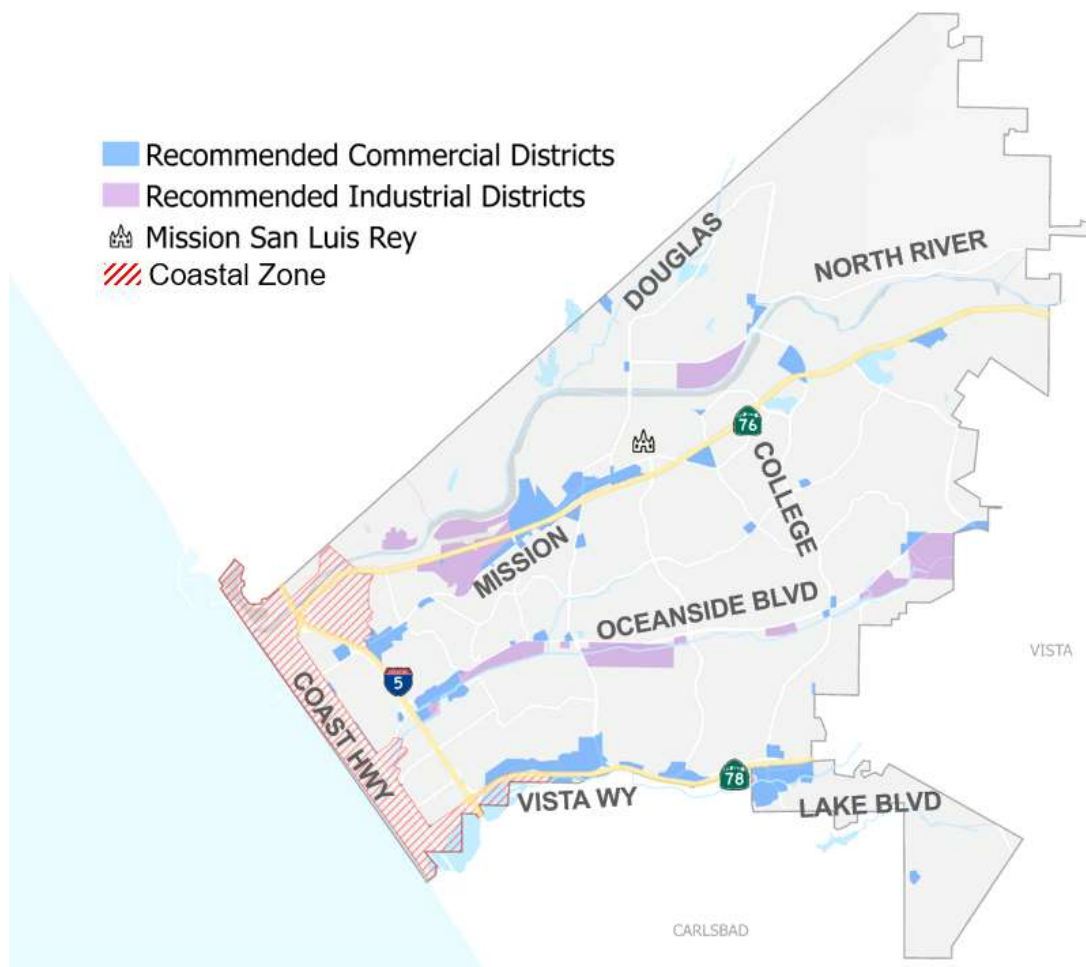 Recommended Commercial Districts
Recommended Industrial Districts
Mission San Luis Rey
Coastal Zone
DOUGLAS
NORTH RIVER
76
COLLEGE
MISSION
OCEANSIDE BLVD
VISTA
5
COAST HWY
78
VISTA WY
LAKE BLVD
CARLSBAD